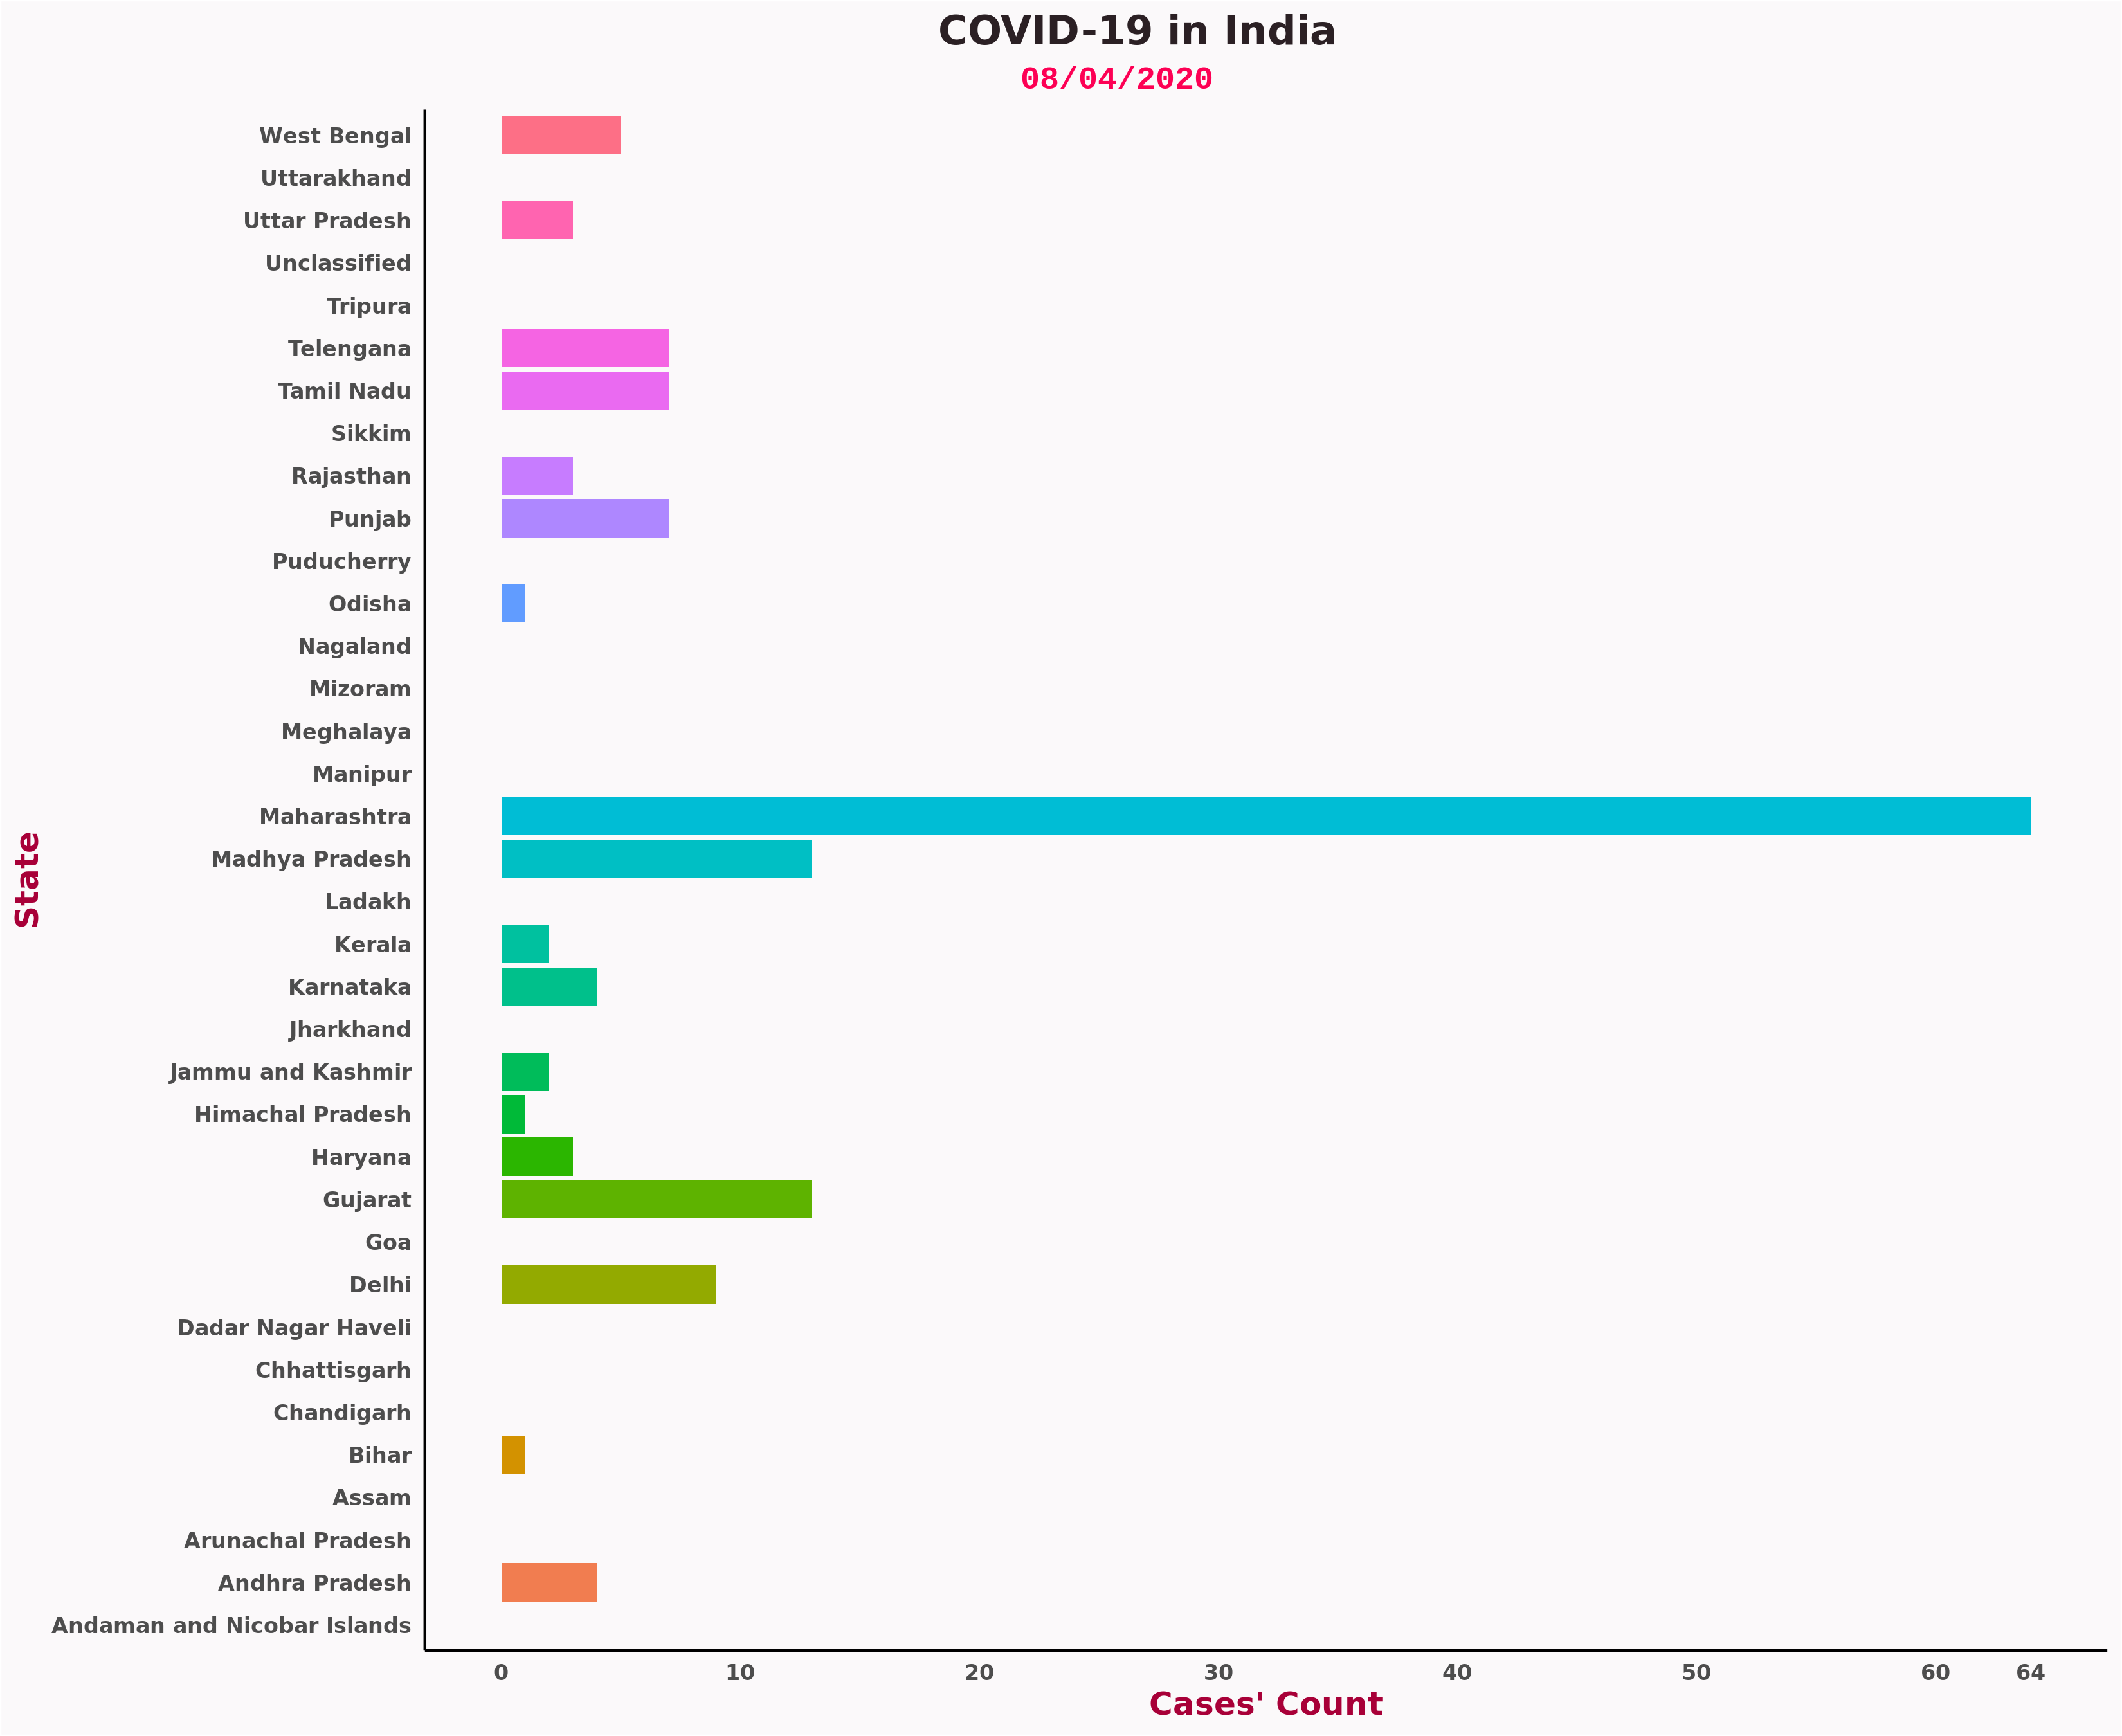 COVID-19 in India
08/04/2020
West Bengal
Uttarakhand
Uttar Pradesh
Unclassified
Tripura
Telengana
Tamil Nadu
Sikkim
Rajasthan
Punjab
Puducherry
Odisha
Nagaland
Mizoram
Meghalaya
Manipur
Maharashtra
Madhya Pradesh
Ladakh
Kerala
Karnataka
Jharkhand
Jammu and Kashmir
Himachal Pradesh
Haryana
Gujarat
Goa
Delhi
Dadar Nagar Haveli
Chhattisgarh
Chandigarh
Bihar
Assam
Arunachal Pradesh
Andhra Pradesh
Andaman and Nicobar Islands
State
0 10 20 30 40 50 60 64
Cases' Count